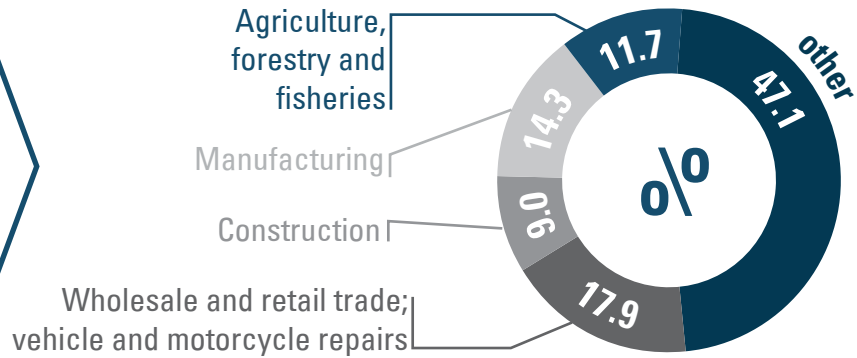 Agriculture,
forestry and
fisheries
11.7
other
47.1
Manufacturing
14.3
%
Construction
9.0
Wholesale and retail trade;
vehicle and motorcycle repairs
17.9